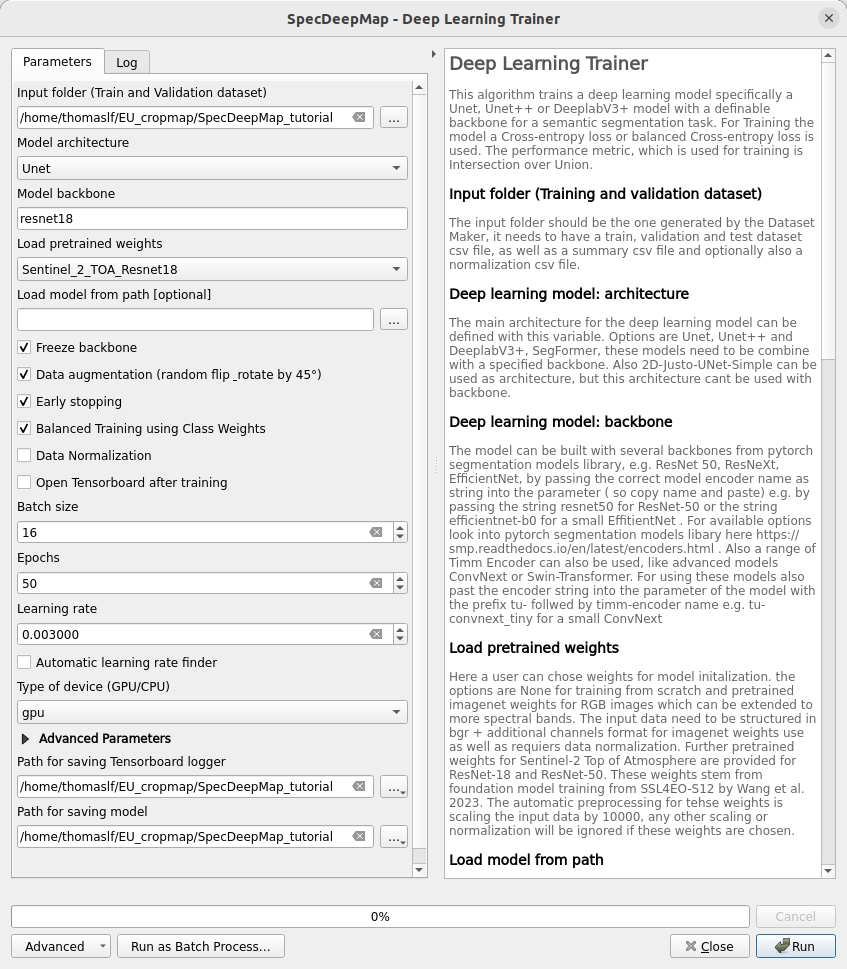 SpecDeepMap - Deep Learning Trainer
Parameters
Log
Input folder (Train and Validation dataset)
/home/thomaslf/EU_cropmap/SpecDeepMap_tutorial
...
Model architecture
Unet
Model backbone
resnet18
Load pretrained weights
Sentinel_2_TOA_Resnet18
Load model from path [optional]
...
Freeze backbone
Data augmentation (random flip _rotate by 45°)
Early stopping
Balanced Training using Class Weights
Data Normalization
Open Tensorboard after training
Batch size
16
Epochs
50
Learning rate
0.003000
Automatic learning rate finder
Type of device (GPU/CPU)
gpu
Advanced Parameters
Path for saving Tensorboard logger
/home/thomaslf/EU_cropmap/SpecDeepMap_tutorial
...
Path for saving model
/home/thomaslf/EU_cropmap/SpecDeepMap_tutorial
...
Deep Learning Trainer
This algorithm trains a deep learning model specifically a
Unet, Unet++ or DeeplabV3+ model with a definable
backbone for a semantic segmentation task. For Training the
model a Cross-entropy loss or balanced Cross-entropy loss is
used. The performance metric, which is used for training is
Intersection over Union.
Input folder (Training and validation dataset)
The input folder should be the one generated by the Dataset
Maker, it needs to have a train, validation and test dataset
csv file, as well as a summary csv file and optionally also a
normalization csv file.
Deep learning model: architecture
The main architecture for the deep learning model can be
defined with this variable. Options are Unet, Unet++ and
DeeplabV3+, SegFormer, these models need to be combine
with a specified backbone. Also 2D-Justo-UNet-Simple can be
used as architecture, but this architecture cant be used with
backbone.
Deep learning model: backbone
The model can be built with several backbones from pytorch
segmentation models library, e.g. ResNet 50, ResNeXt,
EfficientNet, by passing the correct model encoder name as
string into the parameter ( so copy name and paste) e.g. by
passing the string resnet50 for ResNet-50 or the string
efficientnet-b0 for a small EffitientNet . For available options
look into pytorch segmentation models libary here https://
smp.readthedocs.io/en/latest/encoders.html . Also a range of
Timm Encoder can also be used, like advanced models
ConvNext or Swin-Transformer. For using these models also
past the encoder string into the parameter of the model with
the prefix tu- follwed by timm-encoder name e.g. tu-
convnext_tiny for a small ConvNext
Load pretrained weights
Here a user can chose weights for model initalization. the
options are None for training from scratch and pretrained
imagenet weights for RGB images which can be extended to
more spectral bands. The input data need to be structured in
bgr + additional channels format for imagenet weights use
as well as requiers data normalization. Further pretrained
weights for Sentinel-2 Top of Atmosphere are provided for
ResNet-18 and ResNet-50. These weights stem from
foundation model training from SSL4EO-S12 by Wang et al.
2023. The automatic preprocessing for tehse weights is
scaling the input data by 10000, any other scaling or
normalization will be ignored if these weights are chosen.
Load model from path
0%
Cancel
Advanced
Run as Batch Process...
Close
Run